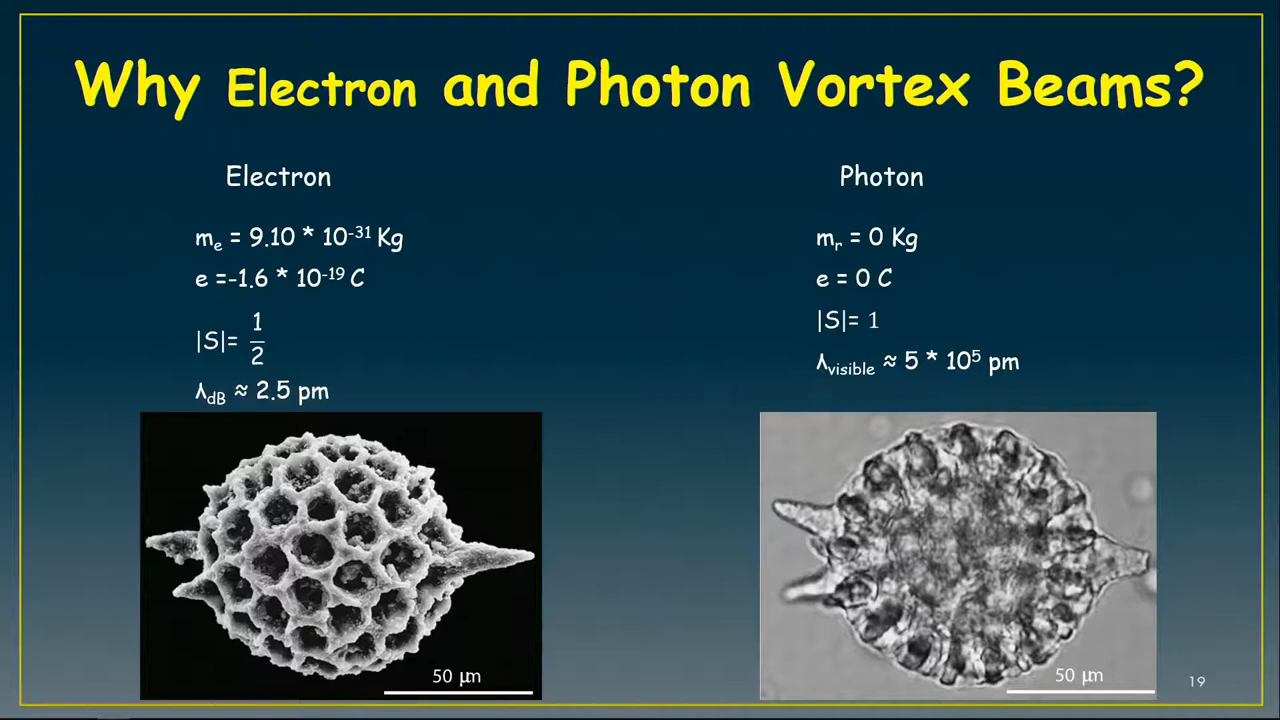 Why Electron and Photon Vortex Beams?
Electron
mₑ = 9.10 * 10⁻³¹ Kg
e =-1.6 * 10⁻¹⁹ C
|S|= 1/2
λ_dB ≈ 2.5 pm
50 μm
Photon
mᵣ = 0 Kg
e = 0 C
|S|= 1
λ_visible ≈ 5 * 10⁵ pm
50 μm
19